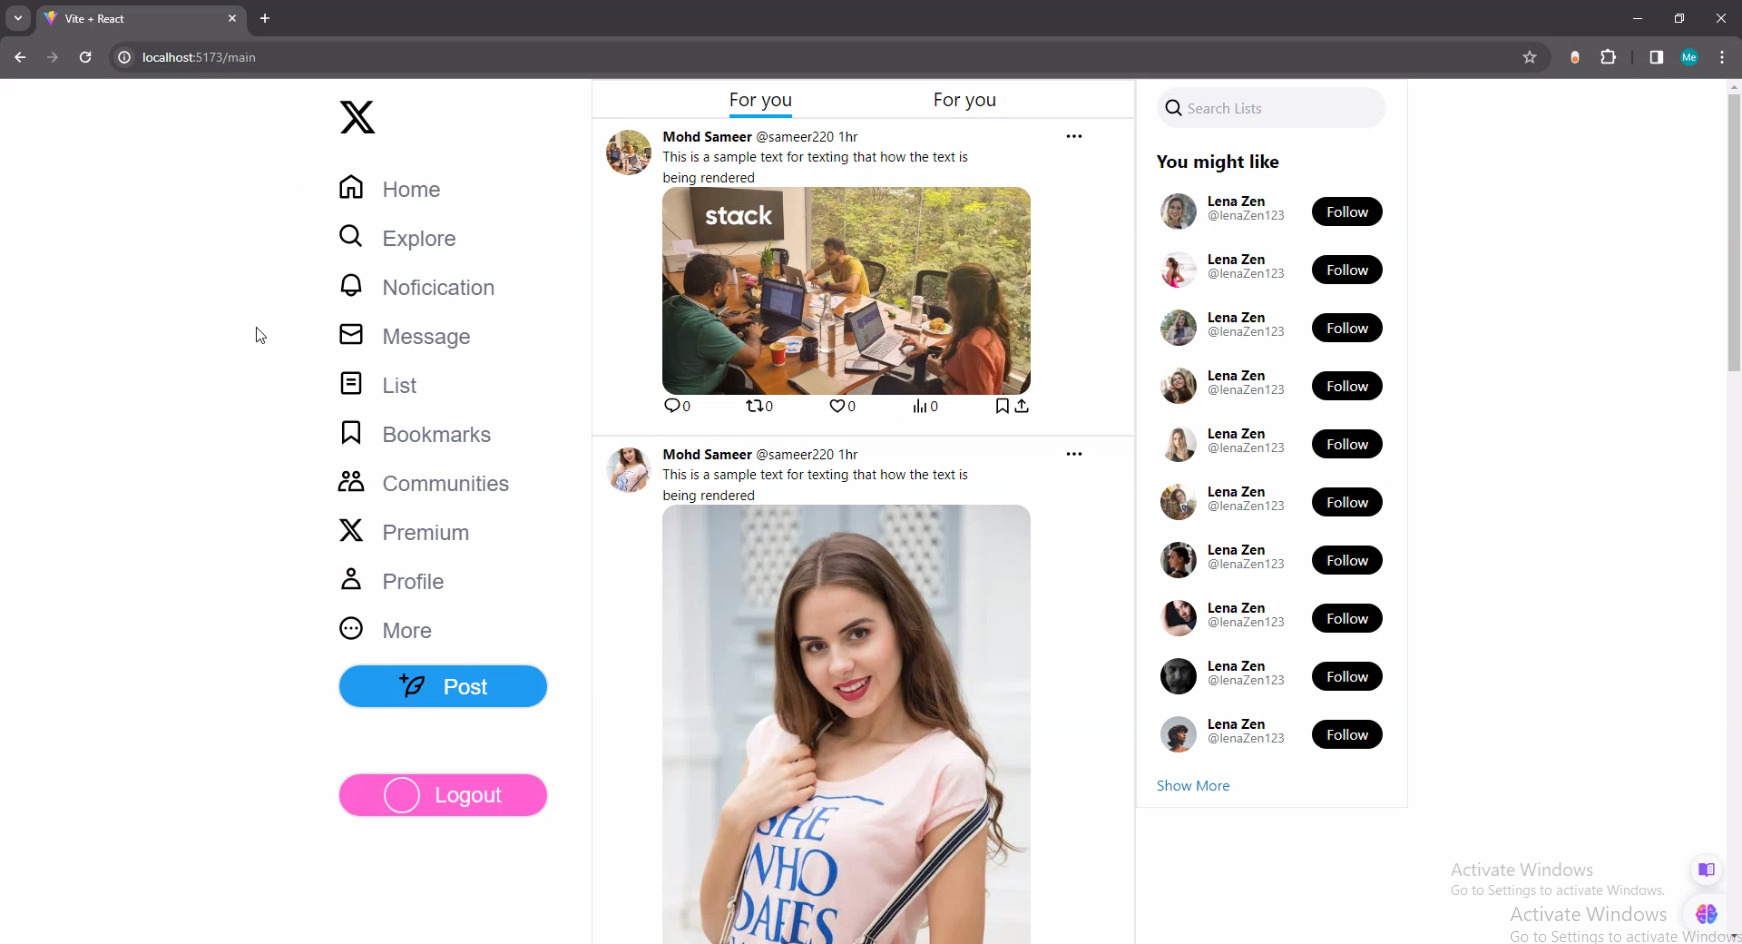 Vite + React
localhost:5173/main
Me
Home
Explore
Noficication
Message
List
Bookmarks
Communities
Premium
Profile
More
Post
Logout
For you
For you
Mohd Sameer @sameer220 1hr
This is a sample text for texting that how the text is
being rendered
stack
0
0
0
0
Mohd Sameer @sameer220 1hr
This is a sample text for texting that how the text is
being rendered
SHE
WHO
DARES
Search Lists
You might like
Lena Zen
@lenaZen123
Follow
Lena Zen
@lenaZen123
Follow
Lena Zen
@lenaZen123
Follow
Lena Zen
@lenaZen123
Follow
Lena Zen
@lenaZen123
Follow
Lena Zen
@lenaZen123
Follow
Lena Zen
@lenaZen123
Follow
Lena Zen
@lenaZen123
Follow
Lena Zen
@lenaZen123
Follow
Lena Zen
@lenaZen123
Follow
Show More
Activate Windows
Go to Settings to activate Windows.
Activate Windows
Go to Settings to activate Windows